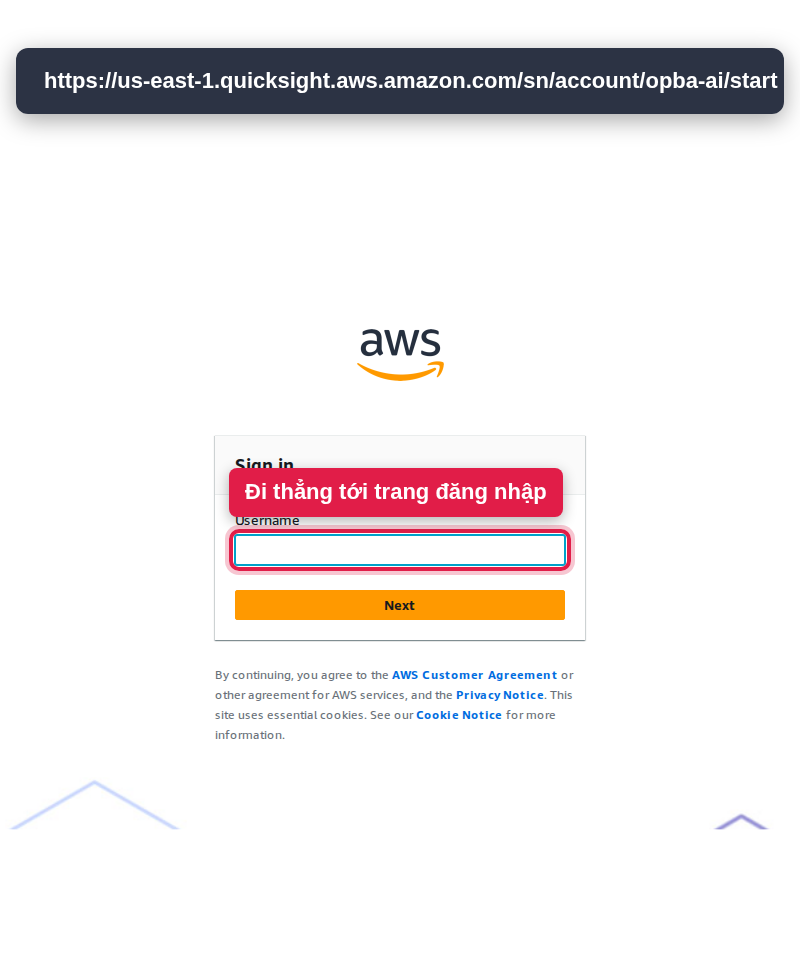 https://us-east-1.quicksight.aws.amazon.com/sn/account/opba-ai/start
aws
Sign in
Đi thẳng tới trang đăng nhập
Username
Next
By continuing, you agree to the AWS Customer Agreement or
other agreement for AWS services, and the Privacy Notice. This
site uses essential cookies. See our Cookie Notice for more
information.